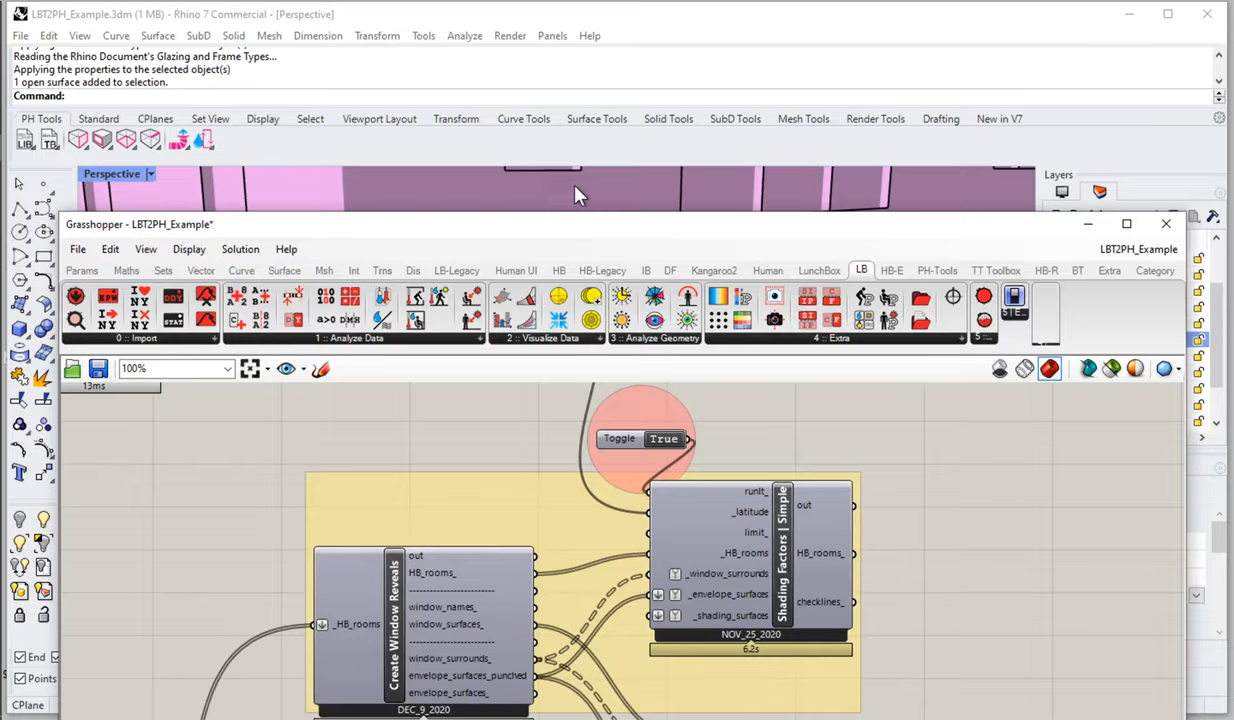 LBT2PH_Example.3dm (1 MB) - Rhino 7 Commercial - [Perspective]
File Edit View Curve Surface SubD Solid Mesh Dimension Transform Tools Analyze Render Panels Help
Reading the Rhino Document's Glazing and Frame Types...
Applying the properties to the selected object(s)
1 open surface added to selection.
Command:
PH Tools Standard CPlanes Set View Display Select Viewport Layout Transform Curve Tools Surface Tools Solid Tools SubD Tools Mesh Tools Render Tools Drafting New in V7
LIB TB
Perspective
Layers
Grasshopper - LBT2PH_Example*
File Edit View Display Solution Help LBT2PH_Example
Params Maths Sets Vector Curve Surface Msh Int Trns Dis LB-Legacy Human UI HB HB-Legacy IB DF Kangaroo2 Human LunchBox LB HB-E PH-Tools TT Toolbox HB-R BT Extra Category
0 :: Import 1 :: Analyze Data 2 :: Visualize Data 3 :: Analyze Geometry 4 :: Extra 5 ::
100%
13ms
Toggle True
runIt_
_latitude
limit_
_HB_rooms
_window_surrounds
_envelope_surfaces
_shading_surfaces
Shading Factors | Simple
out
HB_rooms_
checklines_
NOV_25_2020
6.2s
_HB_rooms
Create Window Reveals
out
HB_rooms_
------------------------
window_names_
window_surfaces_
------------------------
window_surrounds_
envelope_surfaces_punched
envelope_surfaces_
DEC_9_2020
End
Points
CPlane